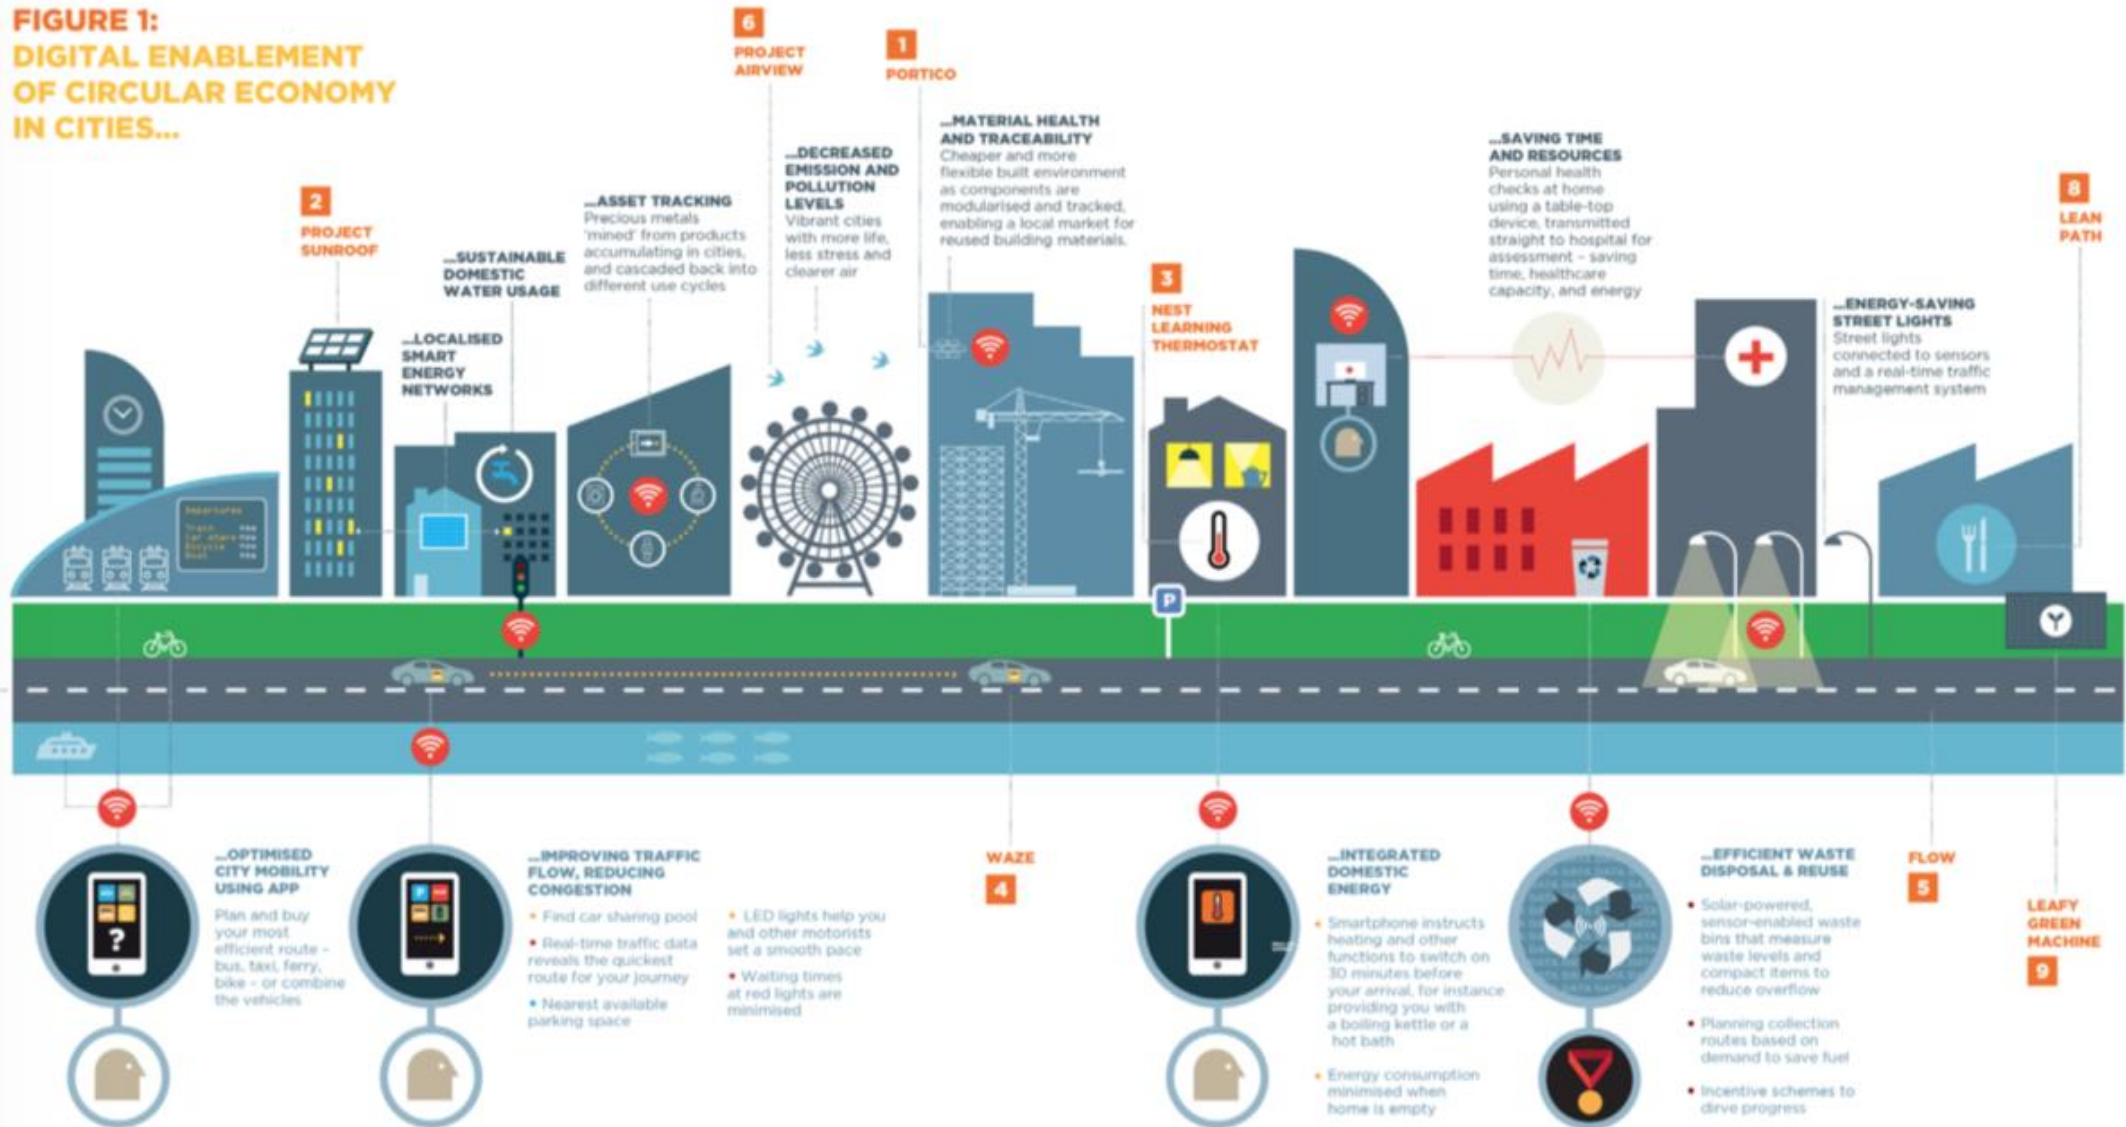 FIGURE 1:
DIGITAL ENABLEMENT
OF CIRCULAR ECONOMY
IN CITIES...
6
PROJECT
AIRVIEW
1
PORTICO
2
PROJECT
SUNROOF
...SUSTAINABLE
DOMESTIC
WATER USAGE
...LOCALISED
SMART
ENERGY
NETWORKS
...ASSET TRACKING
Precious metals
'mined' from products
accumulating in cities,
and cascaded back into
different use cycles
...DECREASED
EMISSION AND
POLLUTION
LEVELS
Vibrant cities
with more life,
less stress and
clearer air
...MATERIAL HEALTH
AND TRACEABILITY
Cheaper and more
flexible built environment
as components are
modularised and tracked,
enabling a local market for
reused building materials.
3
NEST
LEARNING
THERMOSTAT
...SAVING TIME
AND RESOURCES
Personal health
checks at home
using a table-top
device, transmitted
straight to hospital for
assessment – saving
time, healthcare
capacity, and energy
...ENERGY-SAVING
STREET LIGHTS
Street lights
connected to sensors
and a real-time traffic
management system
8
LEAN
PATH
Departures
P
...OPTIMISED
CITY MOBILITY
USING APP
Plan and buy
your most
efficient route –
bus, taxi, ferry,
bike – or combine
the vehicles
?
P
...IMPROVING TRAFFIC
FLOW, REDUCING
CONGESTION
• Find car sharing pool
• Real-time traffic data
reveals the quickest
route for your journey
• Nearest available
parking space
• LED lights help you
and other motorists
set a smooth pace
• Waiting times
at red lights are
minimised
WAZE
4
...INTEGRATED
DOMESTIC
ENERGY
• Smartphone instructs
heating and other
functions to switch on
30 minutes before
your arrival, for instance
providing you with
a boiling kettle or a
hot bath
• Energy consumption
minimised when
home is empty
...EFFICIENT WASTE
DISPOSAL & REUSE
• Solar-powered,
sensor-enabled waste
bins that measure
waste levels and
compact items to
reduce overflow
• Planning collection
routes based on
demand to save fuel
• Incentive schemes to
dirve progress
FLOW
5
LEAFY
GREEN
MACHINE
9